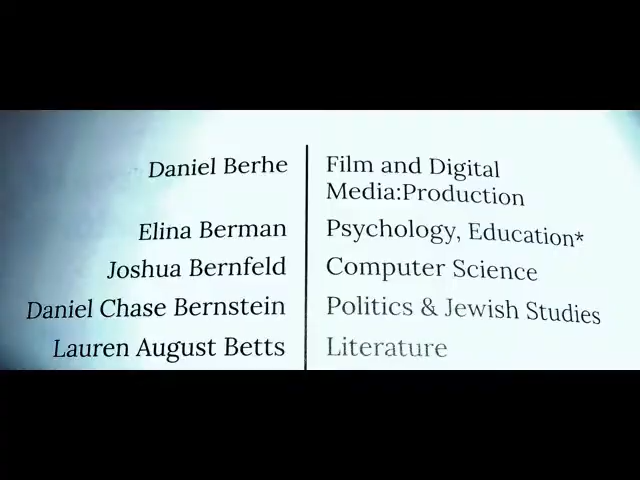 Daniel Berhe Film and Digital
Media:Production
Elina Berman Psychology, Education*
Joshua Bernfeld Computer Science
Daniel Chase Bernstein Politics & Jewish Studies
Lauren August Betts Literature